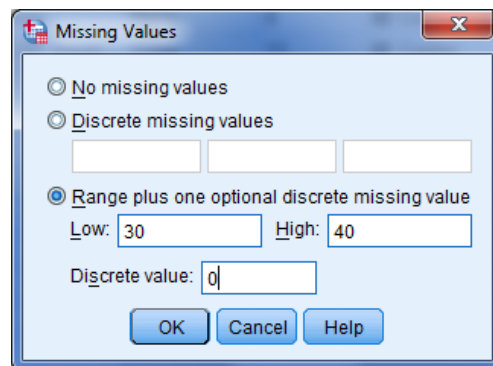 Missing Values
No missing values
Discrete missing values
Range plus one optional discrete missing value
Low: 30 High: 40
Discrete value: 0
OK Cancel Help